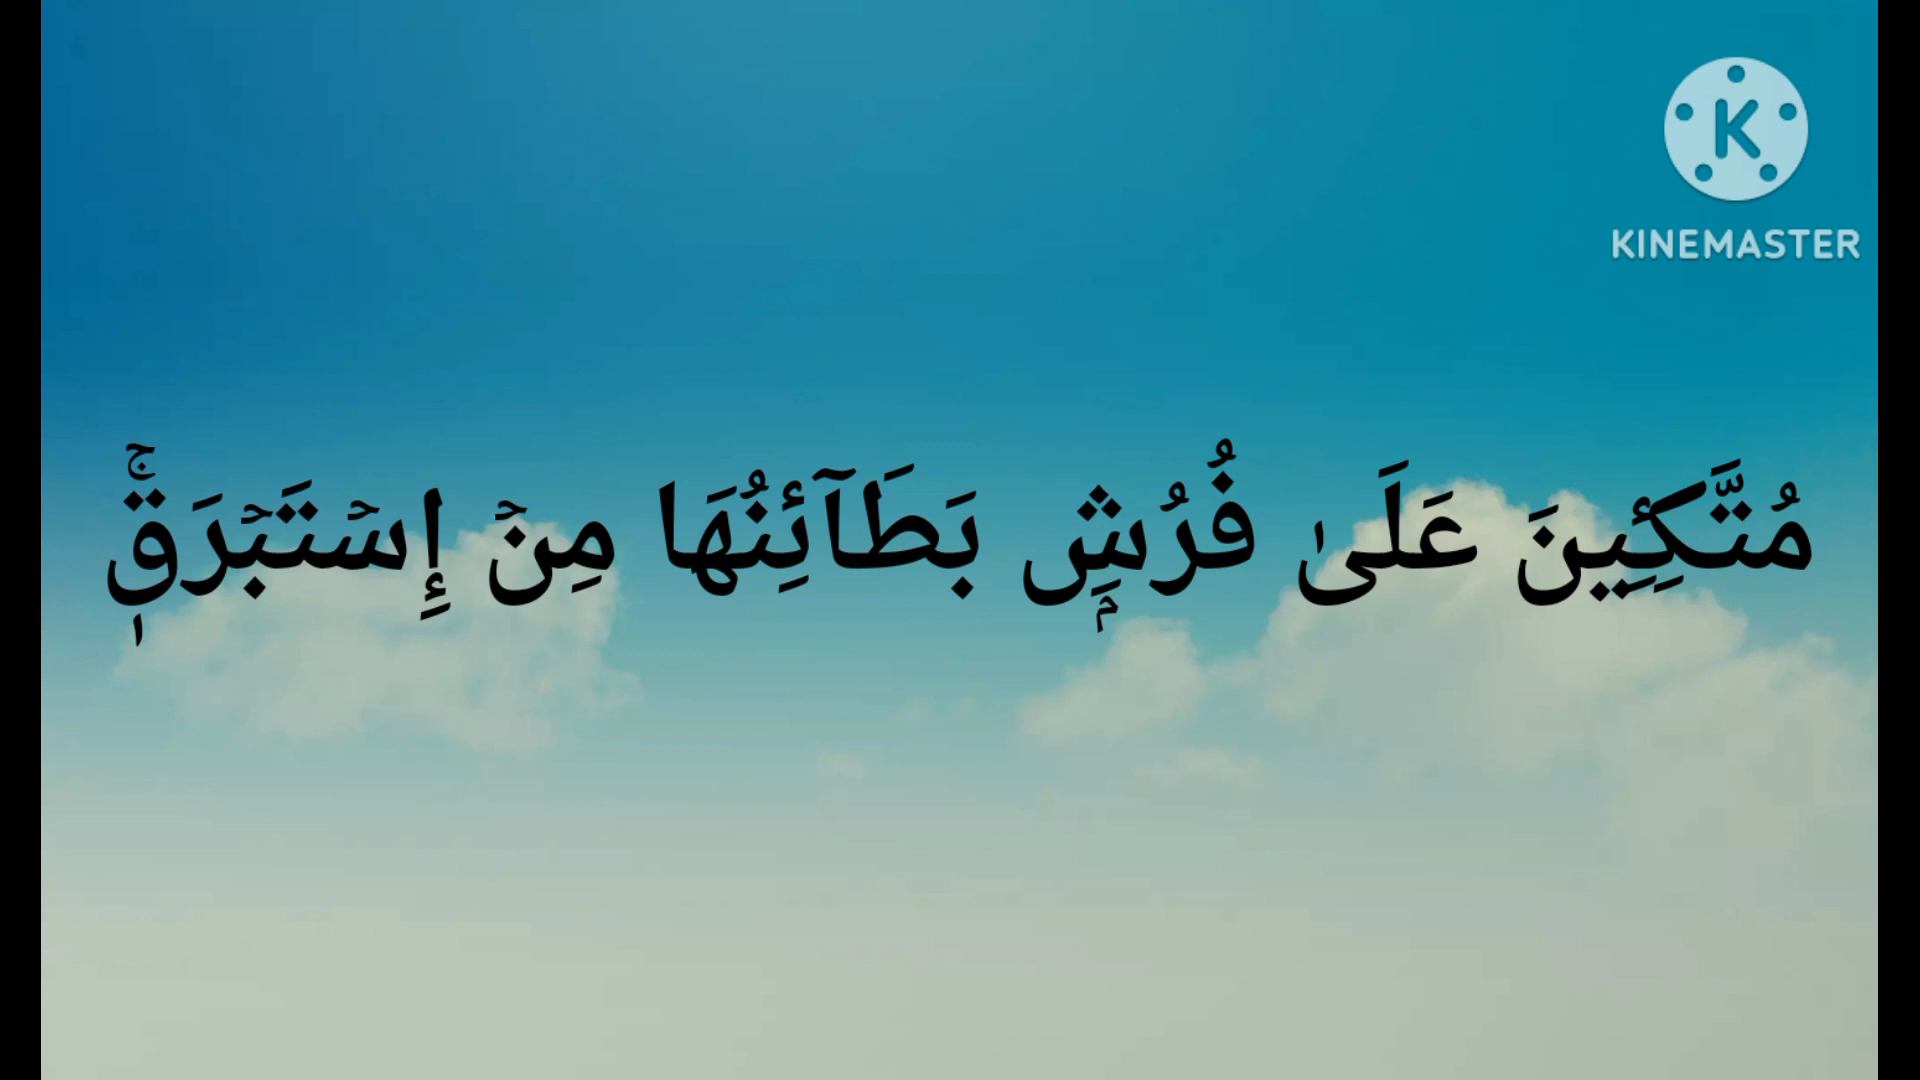 KINEMASTER
مُتَّكِـِٔينَ عَلَىٰ فُرُشِۭ بَطَآئِنُهَا مِنۡ إِسۡتَبۡرَقٖۚ